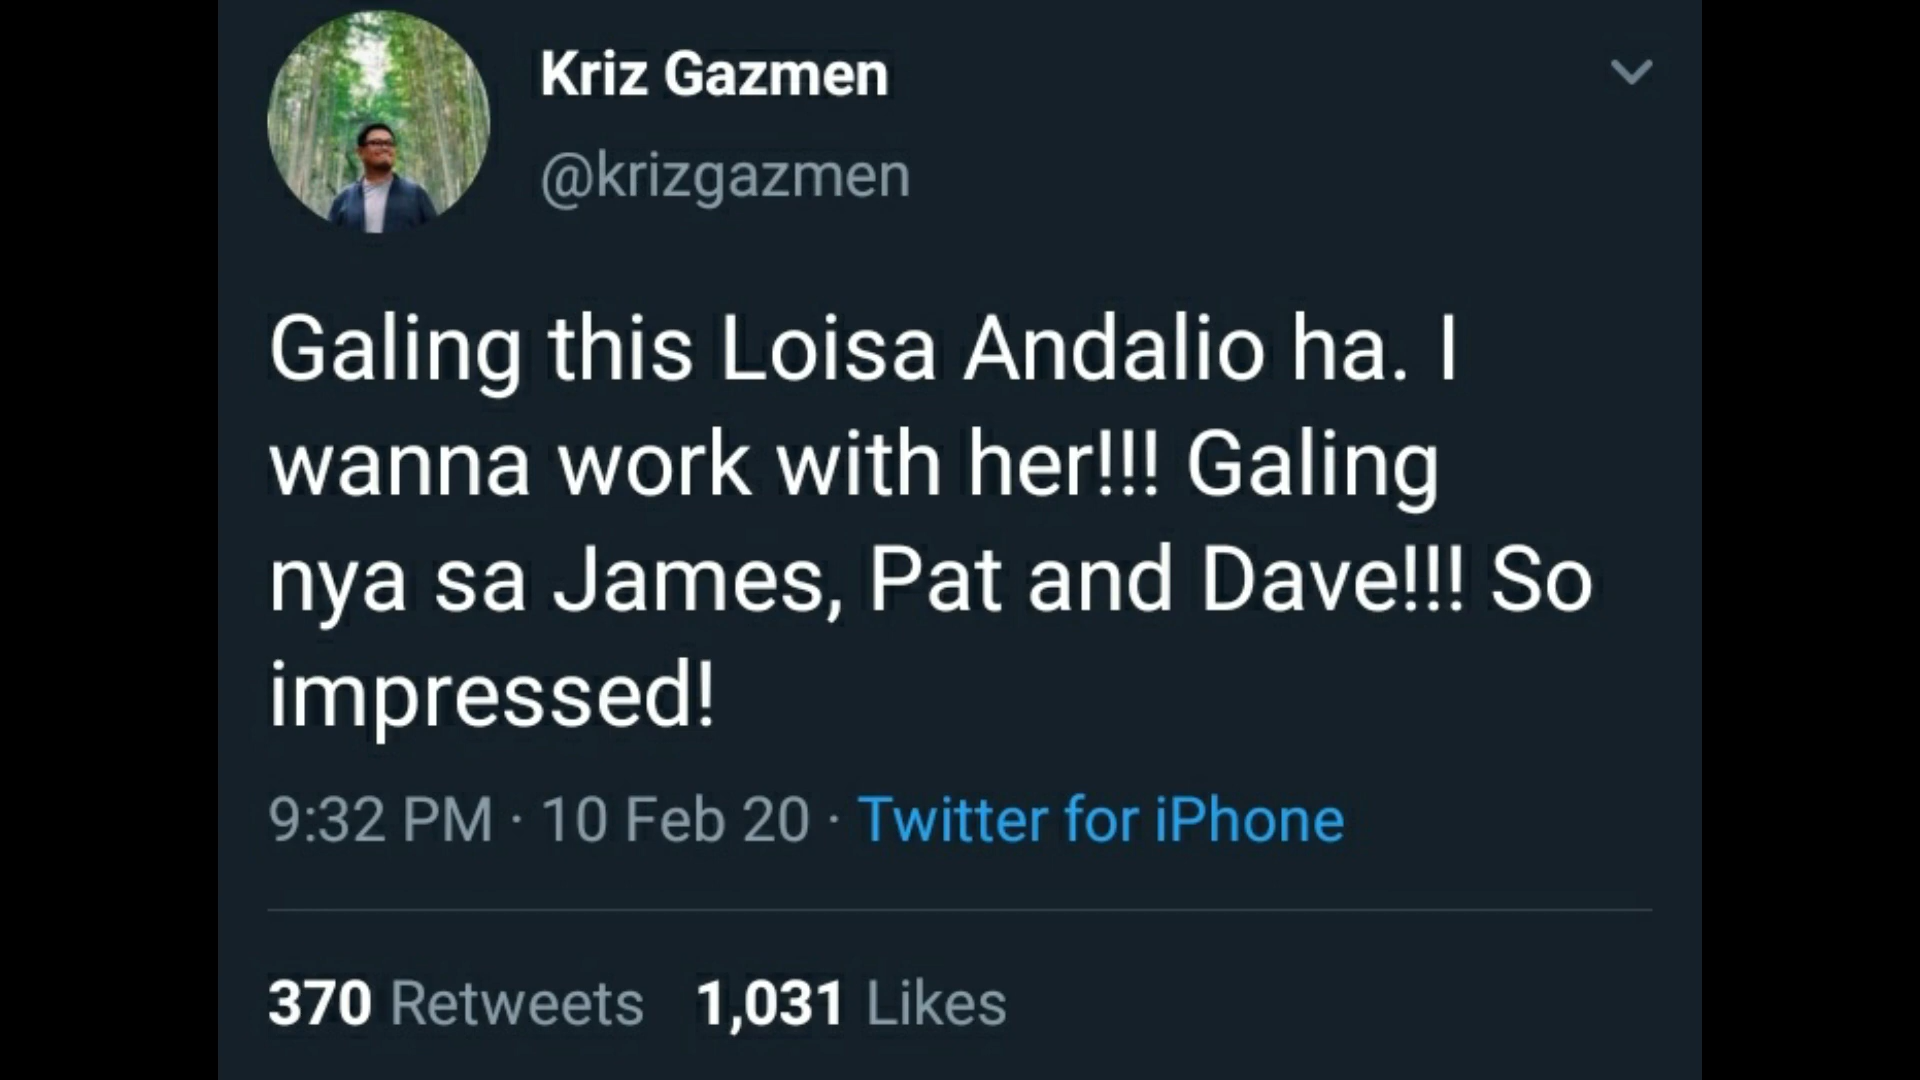 Kriz Gazmen
@krizgazmen
Galing this Loisa Andalio ha. I
wanna work with her!!! Galing
nya sa James, Pat and Dave!!! So
impressed!
9:32 PM · 10 Feb 20 · Twitter for iPhone
370 Retweets 1,031 Likes